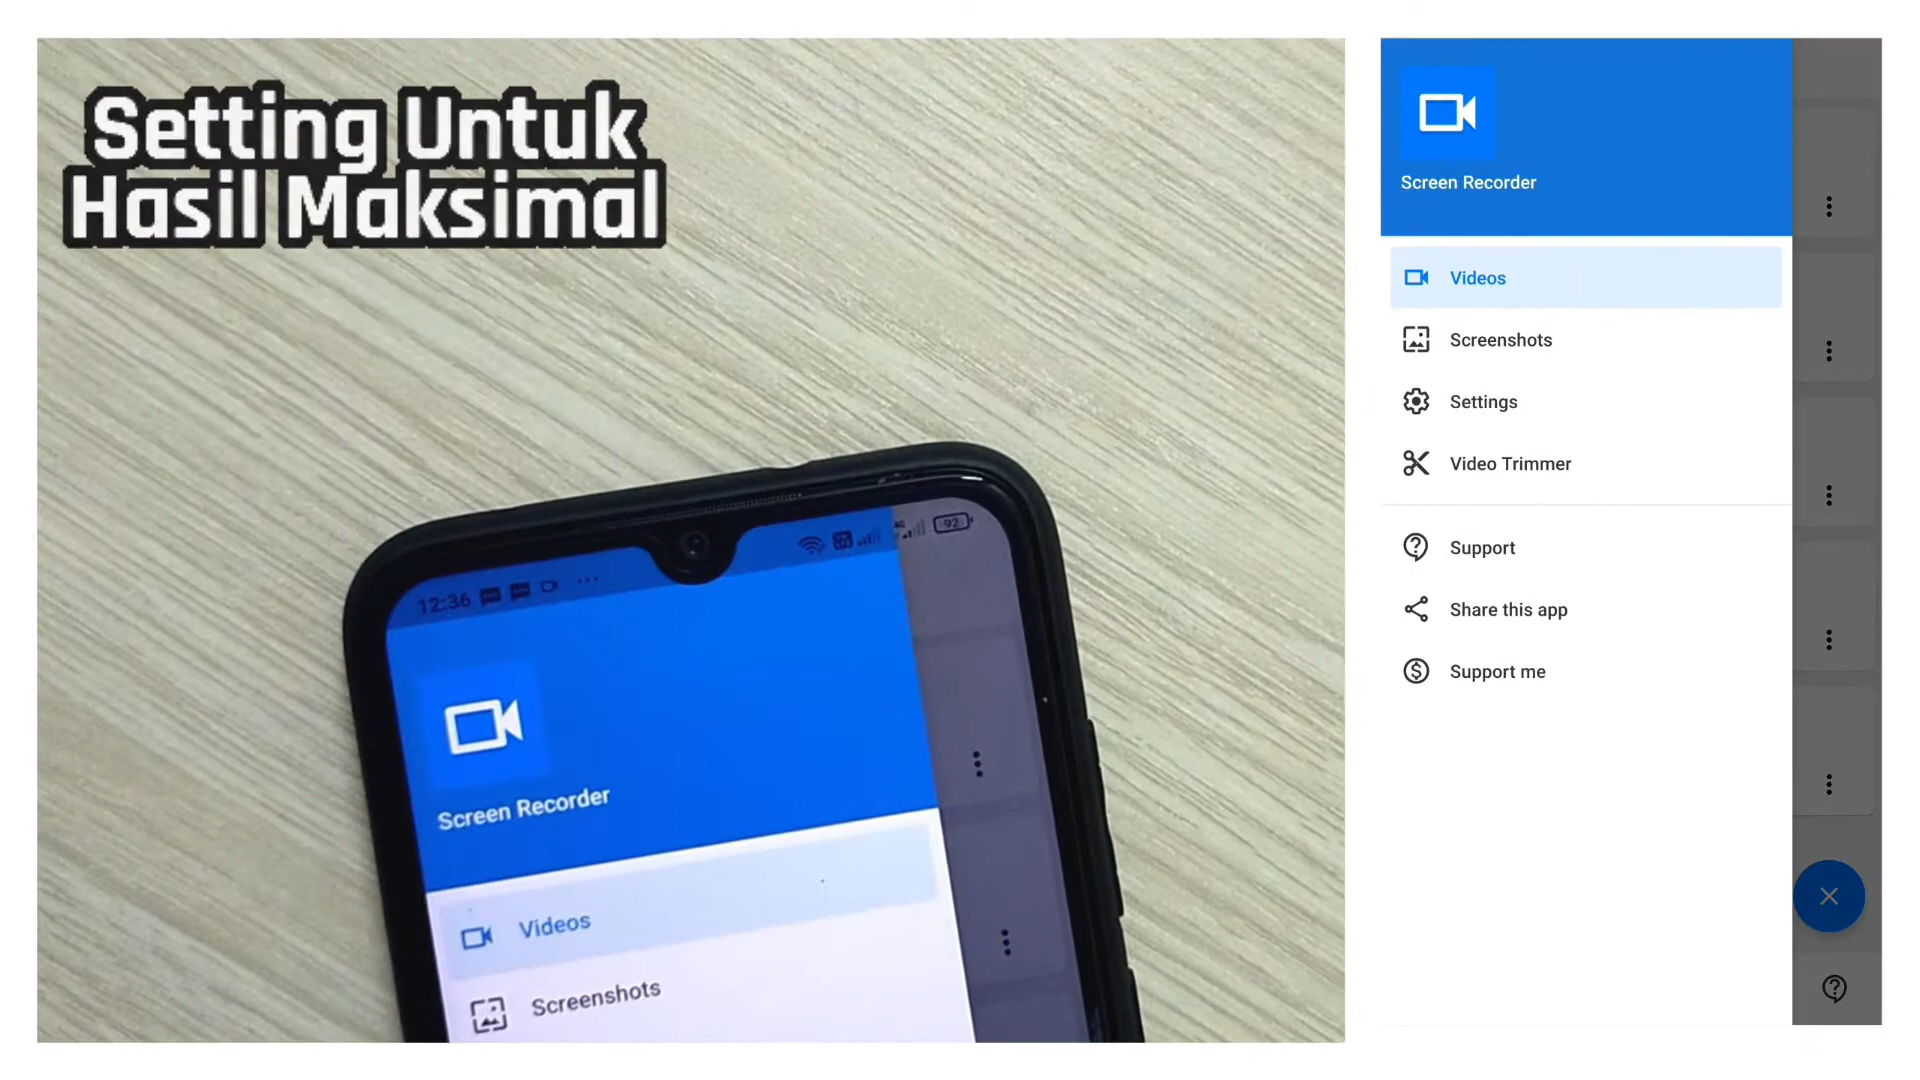 Setting Untuk
Hasil Maksimal
12:36
92
Screen Recorder
Videos
Screenshots
Screen Recorder
Videos
Screenshots
Settings
Video Trimmer
Support
Share this app
Support me